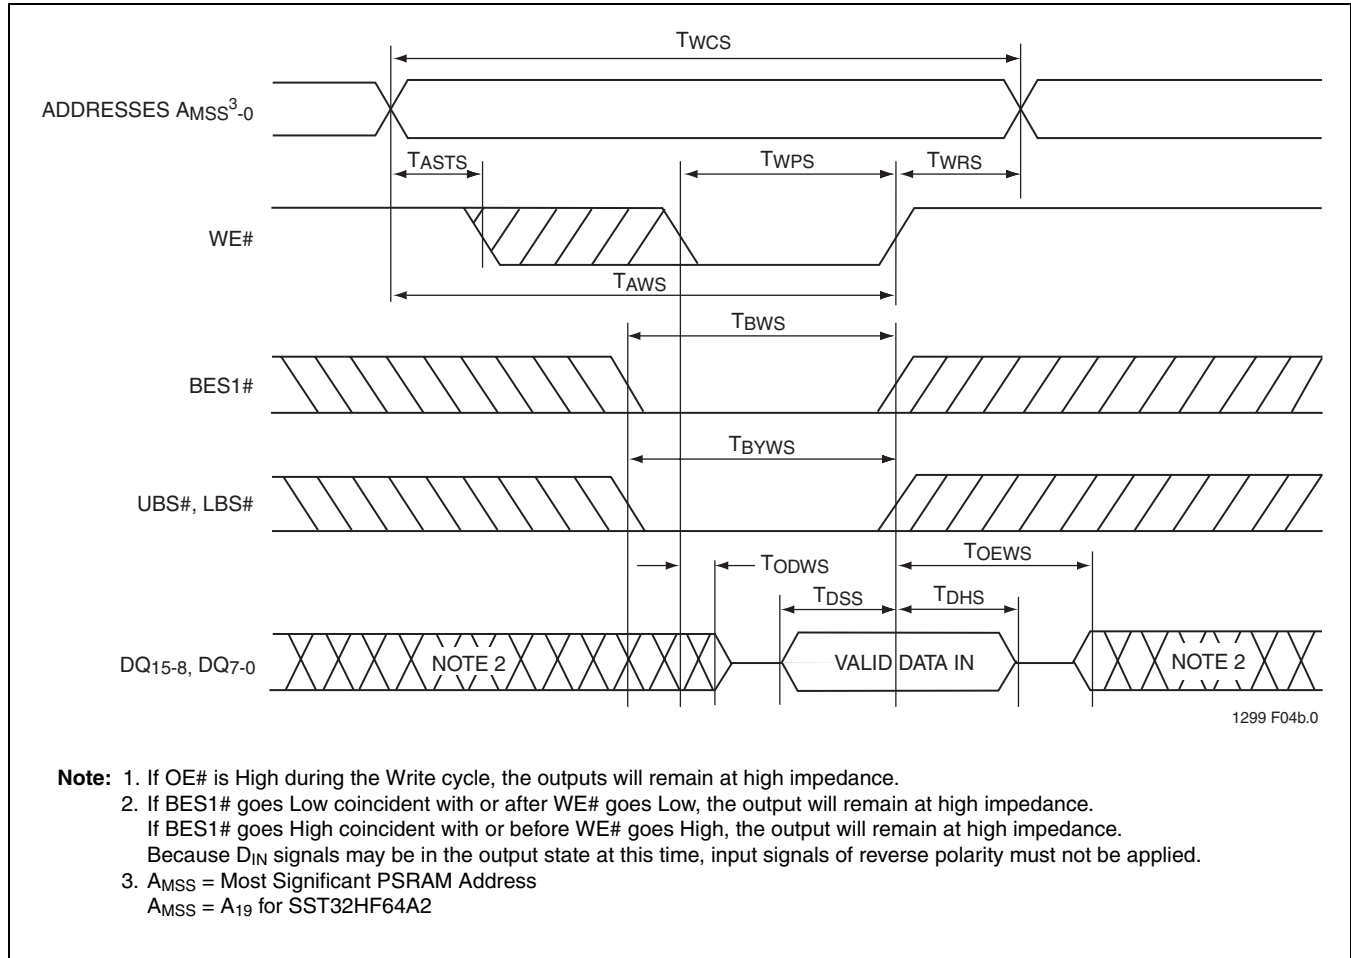 TWCS
ADDRESSES AMSS3-0
TASTS
TWPS
TWRS
WE#
TAWS
TBWS
BES1#
TBYWS
UBS#, LBS#
TODWS
TOEWS
TDSS
TDHS
DQ15-8, DQ7-0
NOTE 2
VALID DATA IN
NOTE 2
1299 F04b.0
Note: 1. If OE# is High during the Write cycle, the outputs will remain at high impedance.
2. If BES1# goes Low coincident with or after WE# goes Low, the output will remain at high impedance.
If BES1# goes High coincident with or before WE# goes High, the output will remain at high impedance.
Because DIN signals may be in the output state at this time, input signals of reverse polarity must not be applied.
3. AMSS = Most Significant PSRAM Address
AMSS = A19 for SST32HF64A2